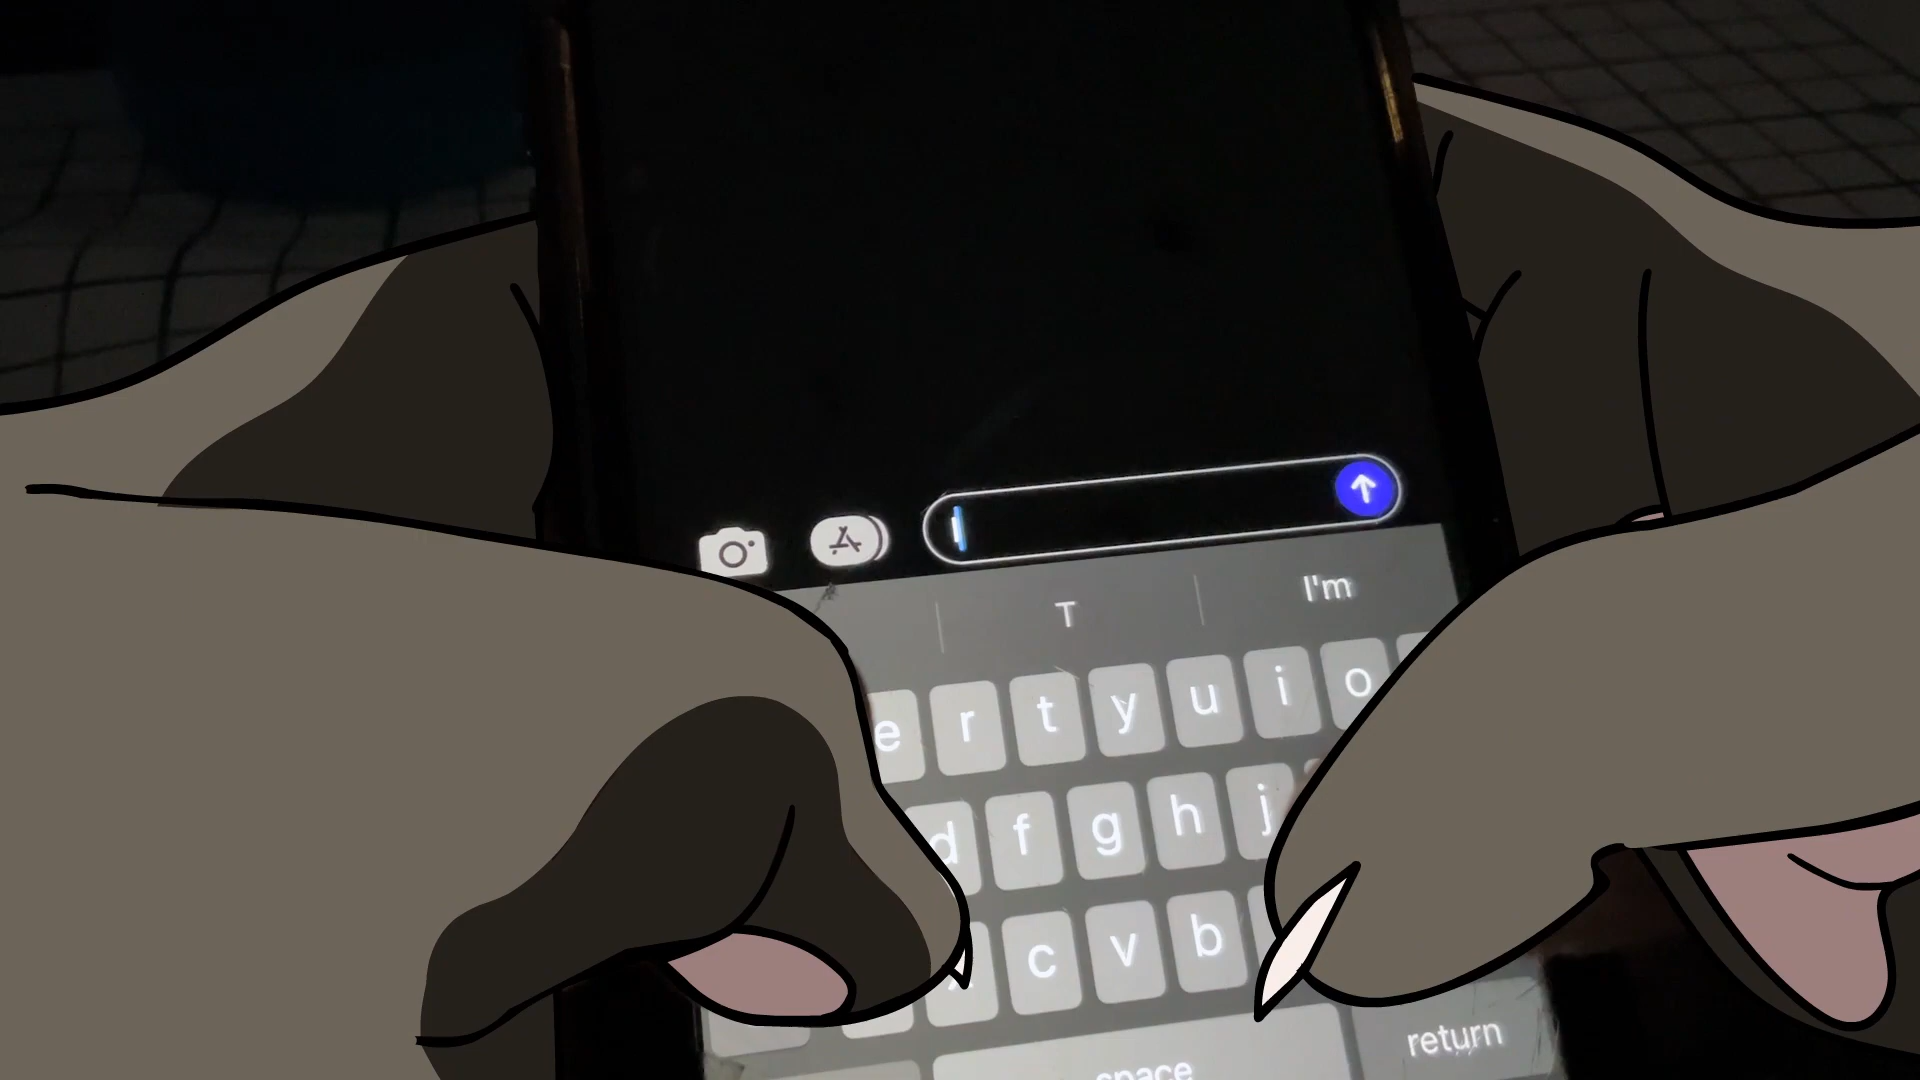 T I'm
e r t y u i o
d f g h j
x c v b
space return